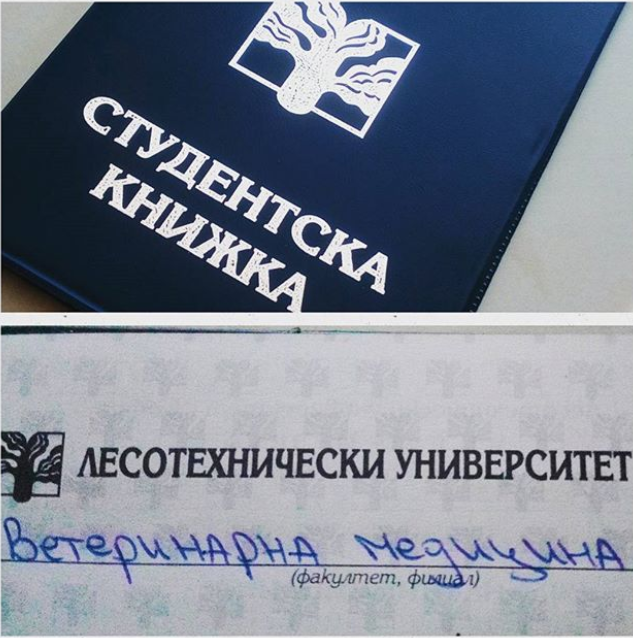 СТУДЕНТСКА
КНИЖКА
ЛЕСОТЕХНИЧЕСКИ УНИВЕРСИТЕТ
Ветеринарна медицина
(факултет, филиал)